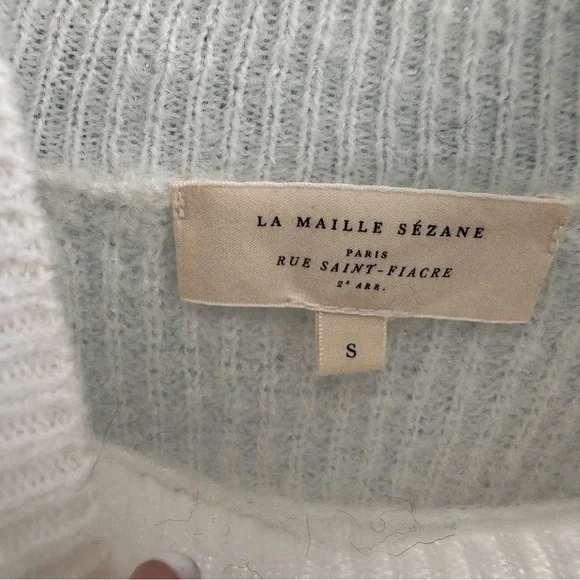 LA MAILLE SÉZANE
PARIS
RUE SAINT-FIACRE
2ᵉ ARR.
S